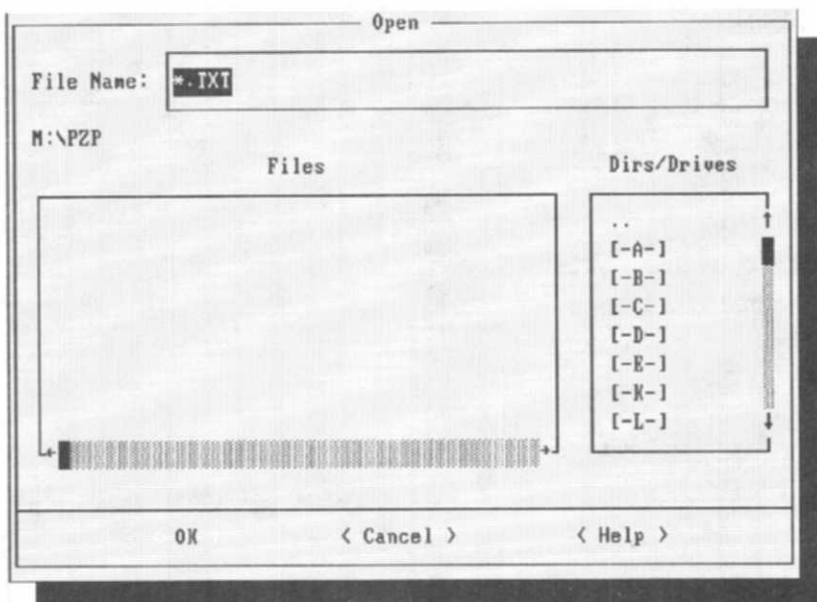 Open
File Name: *.TXT
M:\PZP
Files
Dirs/Drives
..
[-A-]
[-B-]
[-C-]
[-D-]
[-E-]
[-K-]
[-L-]
OK < Cancel > < Help >